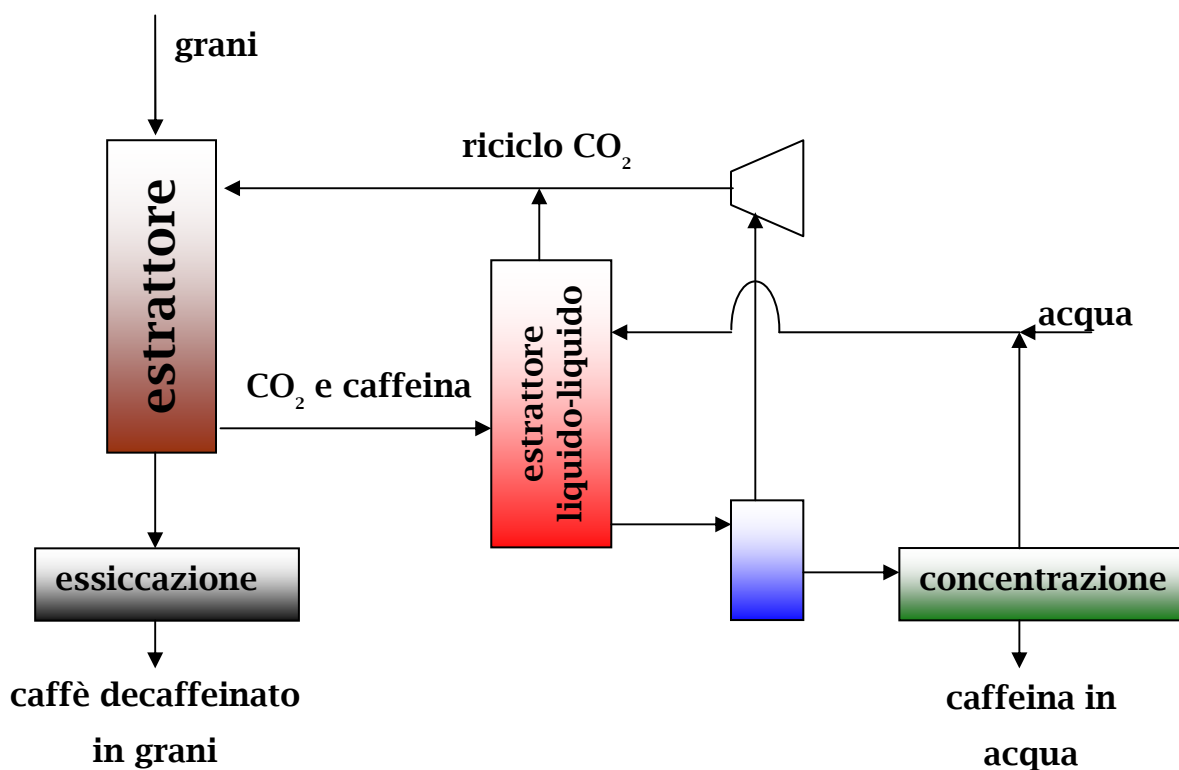 grani
riciclo CO₂
estrattore
acqua
estrattore
liquido-liquido
CO₂ e caffeina
essiccazione
concentrazione
caffè decaffeinato
in grani
caffeina in
acqua